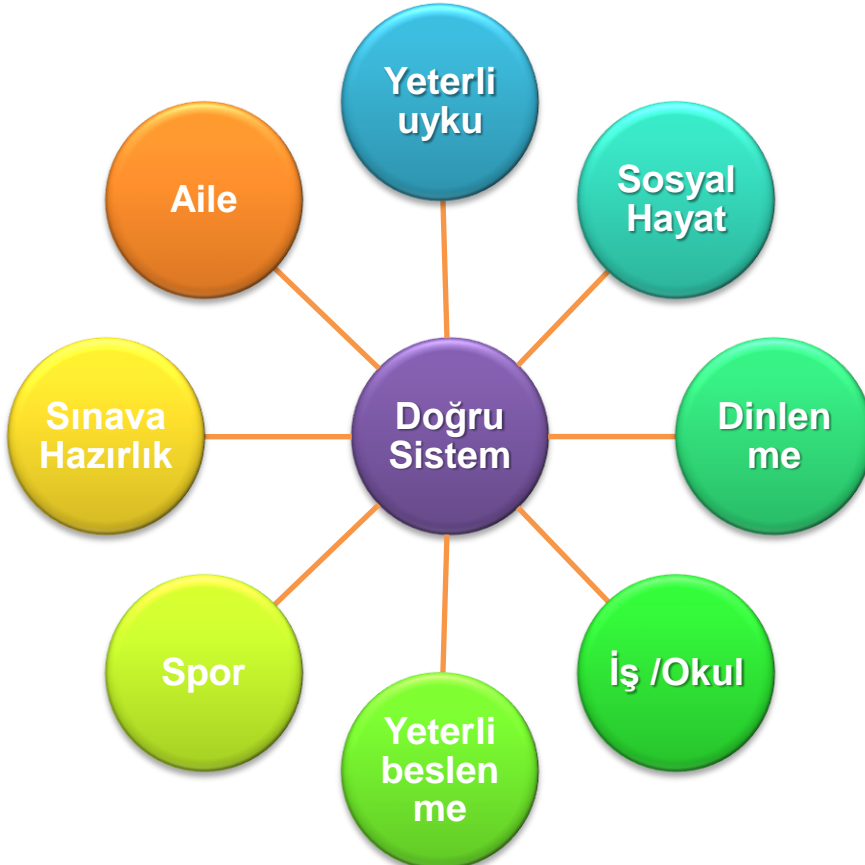 Yeterli
uyku
Sosyal
Hayat
Dinlen
me
İş /Okul
Yeterli
beslen
me
Spor
Sınava
Hazırlık
Aile
Doğru
Sistem